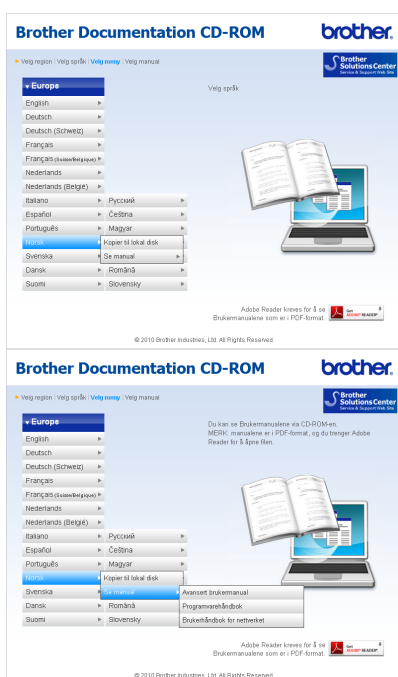 Brother Documentation CD-ROM
brother
Velg region | Velg språk | Velg meny | Velg manual
Brother
Solutions Center
Service & Support Web Site
Europe
Velg språk
English
Deutsch
Deutsch (Schweiz)
Français
Français (Suisse/Belgique)
Nederlands
Nederlands (België)
Italiano
Русский
Español
Čeština
Português
Magyar
Norsk
Kopier til lokal disk
Svenska
Se manual
Dansk
Română
Suomi
Slovensky
Adobe Reader kreves for å se
Brukermanualene som er i PDF-format.
Get
ADOBE® READER®
© 2010 Brother Industries, Ltd. All Rights Reserved.
Brother Documentation CD-ROM
brother
Velg region | Velg språk | Velg meny | Velg manual
Brother
Solutions Center
Service & Support Web Site
Europe
Du kan se Brukermanualene via CD-ROM-en.
MERK: manualene er i PDF-format, og du trenger Adobe
Reader for å åpne filen.
English
Deutsch
Deutsch (Schweiz)
Français
Français (Suisse/Belgique)
Nederlands
Nederlands (België)
Italiano
Русский
Español
Čeština
Português
Magyar
Norsk
Kopier til lokal disk
Svenska
Se manual
Avansert brukermanual
Dansk
Română
Programvarehåndbok
Suomi
Slovensky
Brukerhåndbok for nettverket
Adobe Reader kreves for å se
Brukermanualene som er i PDF-format.
Get
ADOBE® READER®
© 2010 Brother Industries, Ltd. All Rights Reserved.